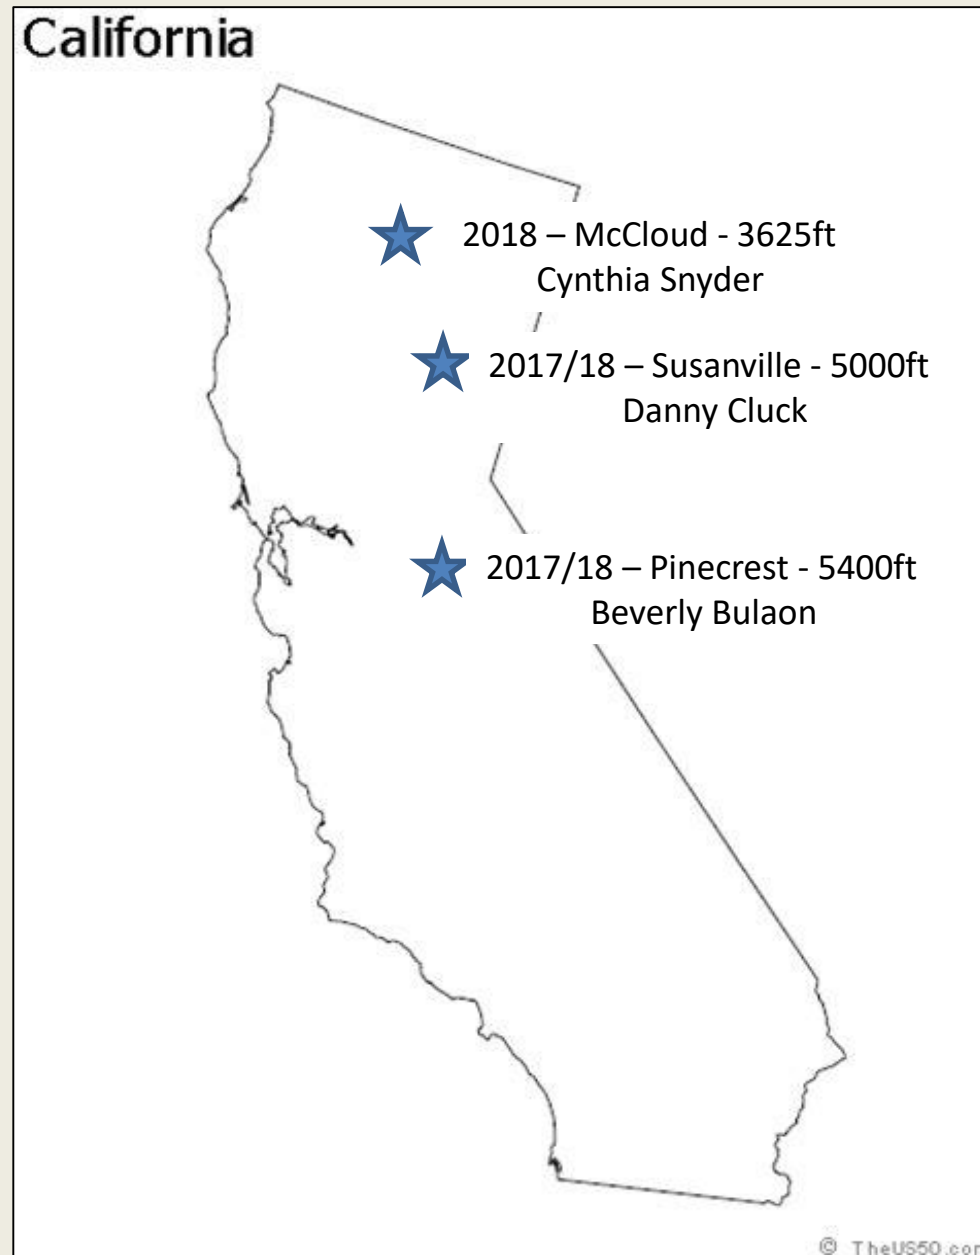 California
2018 – McCloud - 3625ft
Cynthia Snyder
2017/18 – Susanville - 5000ft
Danny Cluck
2017/18 – Pinecrest - 5400ft
Beverly Bulaon
© TheUS50.com